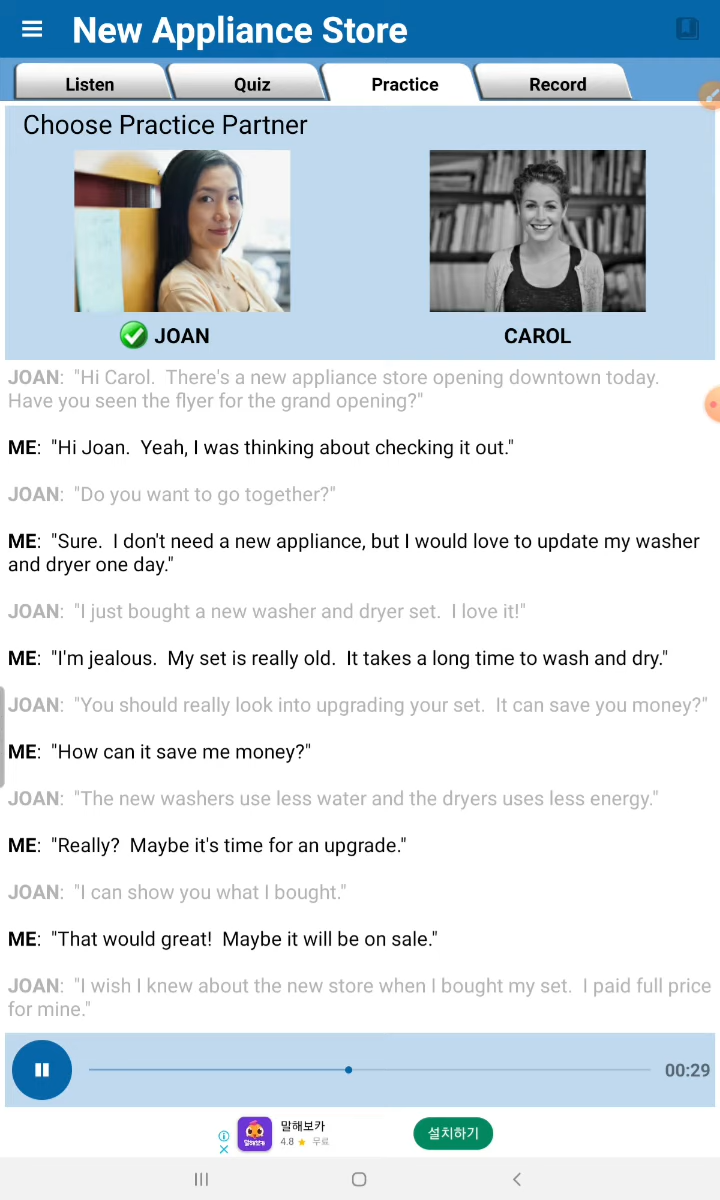 New Appliance Store
Listen
Quiz
Practice
Record
Choose Practice Partner
JOAN
CAROL
JOAN: "Hi Carol. There's a new appliance store opening downtown today.
Have you seen the flyer for the grand opening?"
ME: "Hi Joan. Yeah, I was thinking about checking it out."
JOAN: "Do you want to go together?"
ME: "Sure. I don't need a new appliance, but I would love to update my washer
and dryer one day."
JOAN: "I just bought a new washer and dryer set. I love it!"
ME: "I'm jealous. My set is really old. It takes a long time to wash and dry."
JOAN: "You should really look into upgrading your set. It can save you money?"
ME: "How can it save me money?"
JOAN: "The new washers use less water and the dryers uses less energy."
ME: "Really? Maybe it's time for an upgrade."
JOAN: "I can show you what I bought."
ME: "That would great! Maybe it will be on sale."
JOAN: "I wish I knew about the new store when I bought my set. I paid full price
for mine."
00:29
말해보카
4.8 ★ 무료
말해보카
설치하기